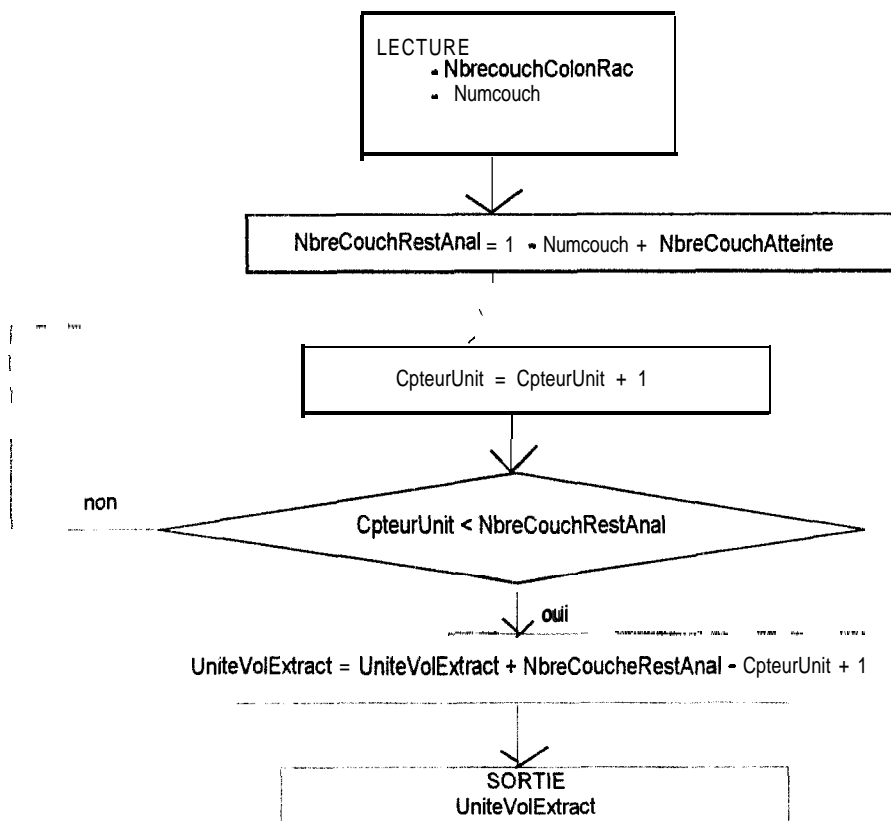 LECTURE
- NbrecouchColonRac
- Numcouch
NbreCouchRestAnal = 1 - Numcouch + NbreCouchAtteinte
CpteurUnit = CpteurUnit + 1
non
CpteurUnit < NbreCouchRestAnal
oui
UniteVolExtract = UniteVolExtract + NbreCoucheRestAnal - CpteurUnit + 1
SORTIE
UniteVolExtract